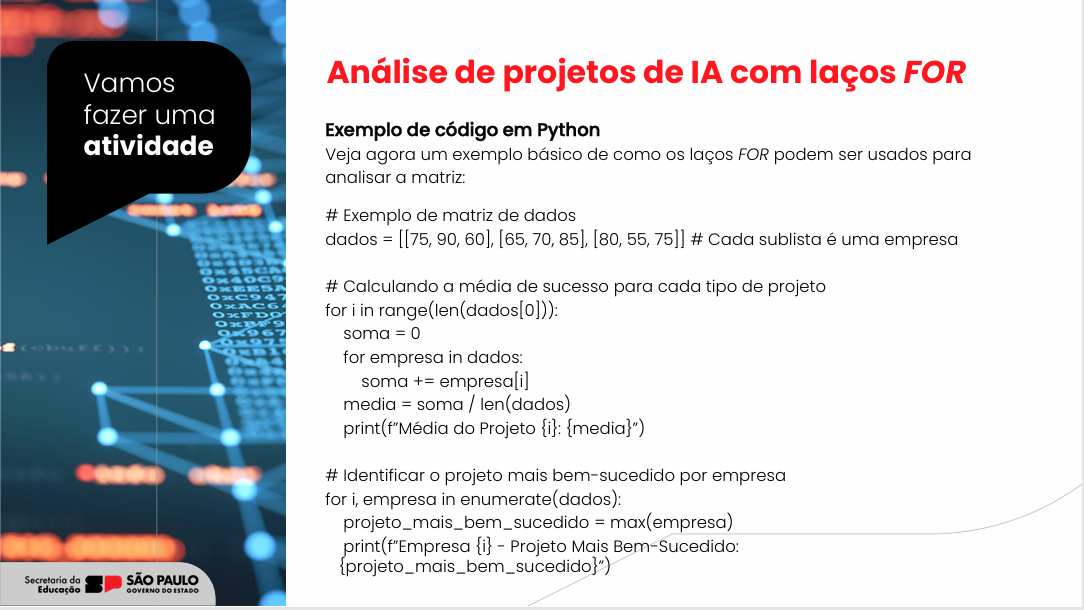 Vamos
fazer uma
atividade
Análise de projetos de IA com laços FOR
Exemplo de código em Python
Veja agora um exemplo básico de como os laços FOR podem ser usados para
analisar a matriz:
# Exemplo de matriz de dados
dados = [[75, 90, 60], [65, 70, 85], [80, 55, 75]] # Cada sublista é uma empresa
# Calculando a média de sucesso para cada tipo de projeto
for i in range(len(dados[0])):
soma = 0
for empresa in dados:
soma += empresa[i]
media = soma / len(dados)
print(f”Média do Projeto {i}: {media}”)
# Identificar o projeto mais bem-sucedido por empresa
for i, empresa in enumerate(dados):
projeto_mais_bem_sucedido = max(empresa)
print(f”Empresa {i} - Projeto Mais Bem-Sucedido:
{projeto_mais_bem_sucedido}”)
Secretaria da
Educação
SP
SÃO PAULO
GOVERNO DO ESTADO